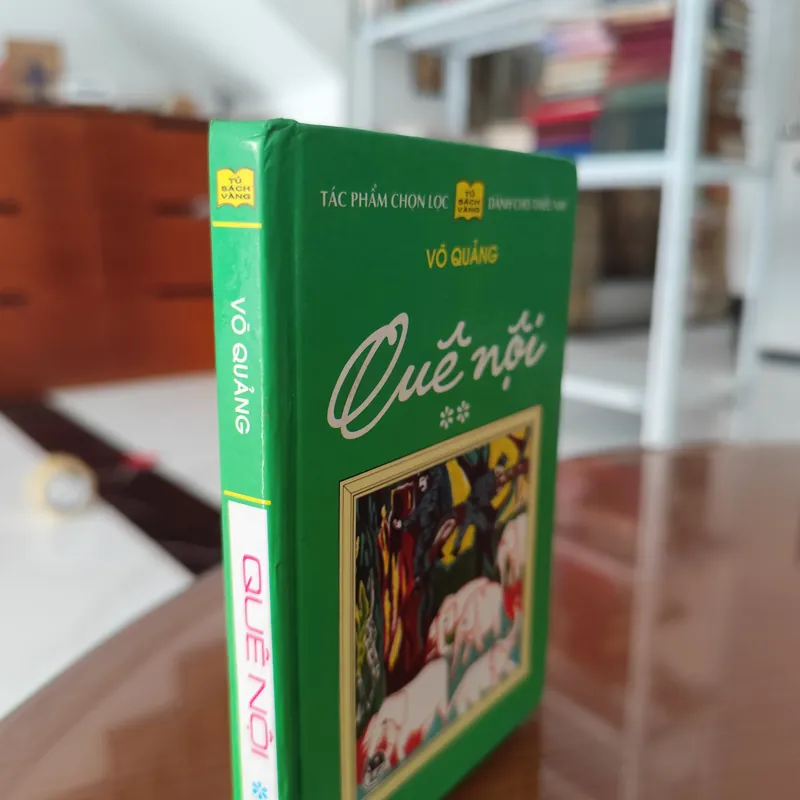 TỦ
SÁCH
VÀNG
VÕ QUẢNG
QUÊ NỘI
*
TÁC PHẨM CHỌN LỌC TỦ SÁCH VÀNG DÀNH CHO THIẾU NHI
VÕ QUẢNG
Quê nội
**